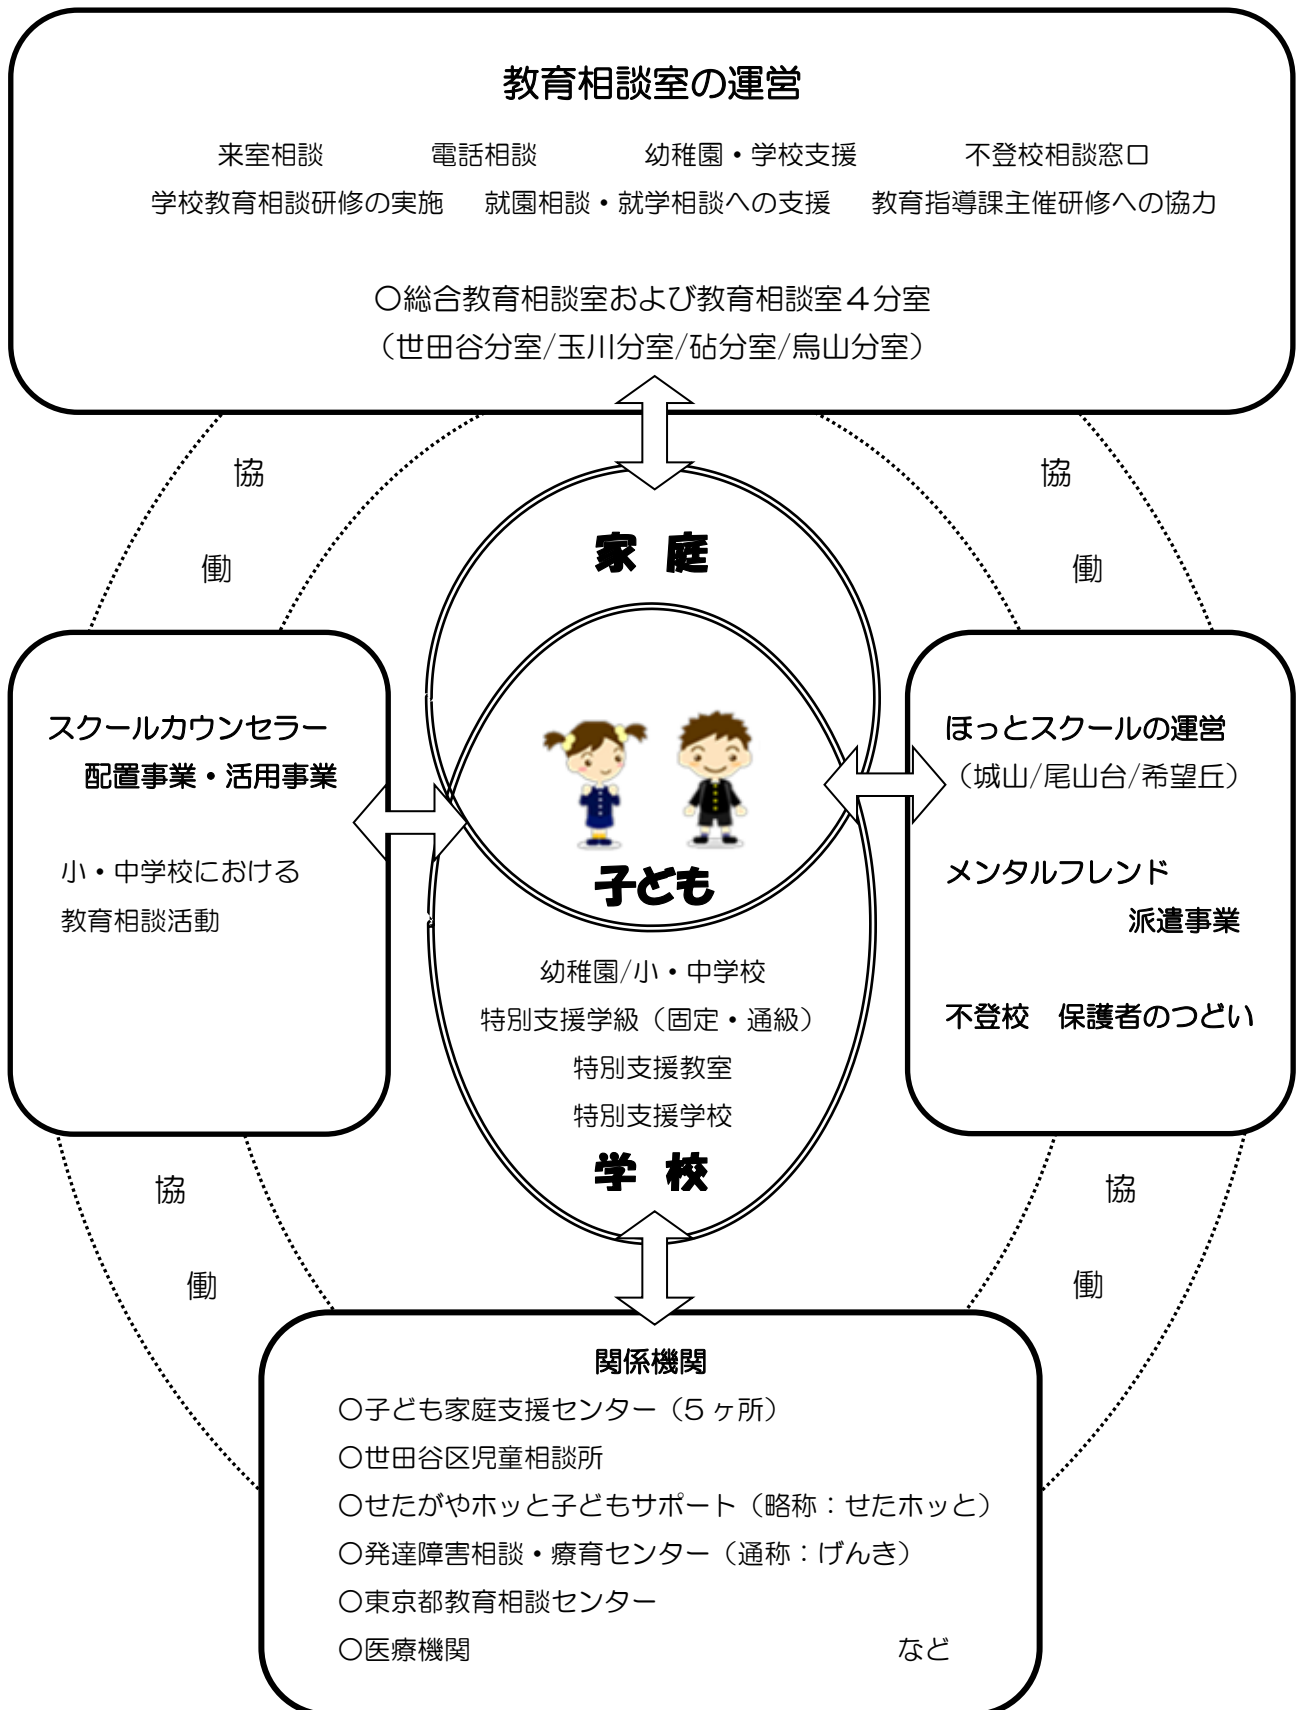 教育相談室の運営
来室相談 電話相談 幼稚園・学校支援 不登校相談窓口
学校教育相談研修の実施 就園相談・就学相談への支援 教育指導課主催研修への協力
○総合教育相談室および教育相談室４分室
（世田谷分室/玉川分室/砧分室/烏山分室）
協
働
協
働
家 庭
スクールカウンセラー
配置事業・活用事業
小・中学校における
教育相談活動
子ども
幼稚園/小・中学校
特別支援学級（固定・通級）
特別支援教室
特別支援学校
学 校
ほっとスクールの運営
（城山/尾山台/希望丘）
メンタルフレンド
派遣事業
不登校　保護者のつどい
協
働
協
働
関係機関
○子ども家庭支援センター（5ヶ所）
○世田谷区児童相談所
○せたがやホッと子どもサポート（略称：せたホッと）
○発達障害相談・療育センター（通称：げんき）
○東京都教育相談センター
○医療機関 など